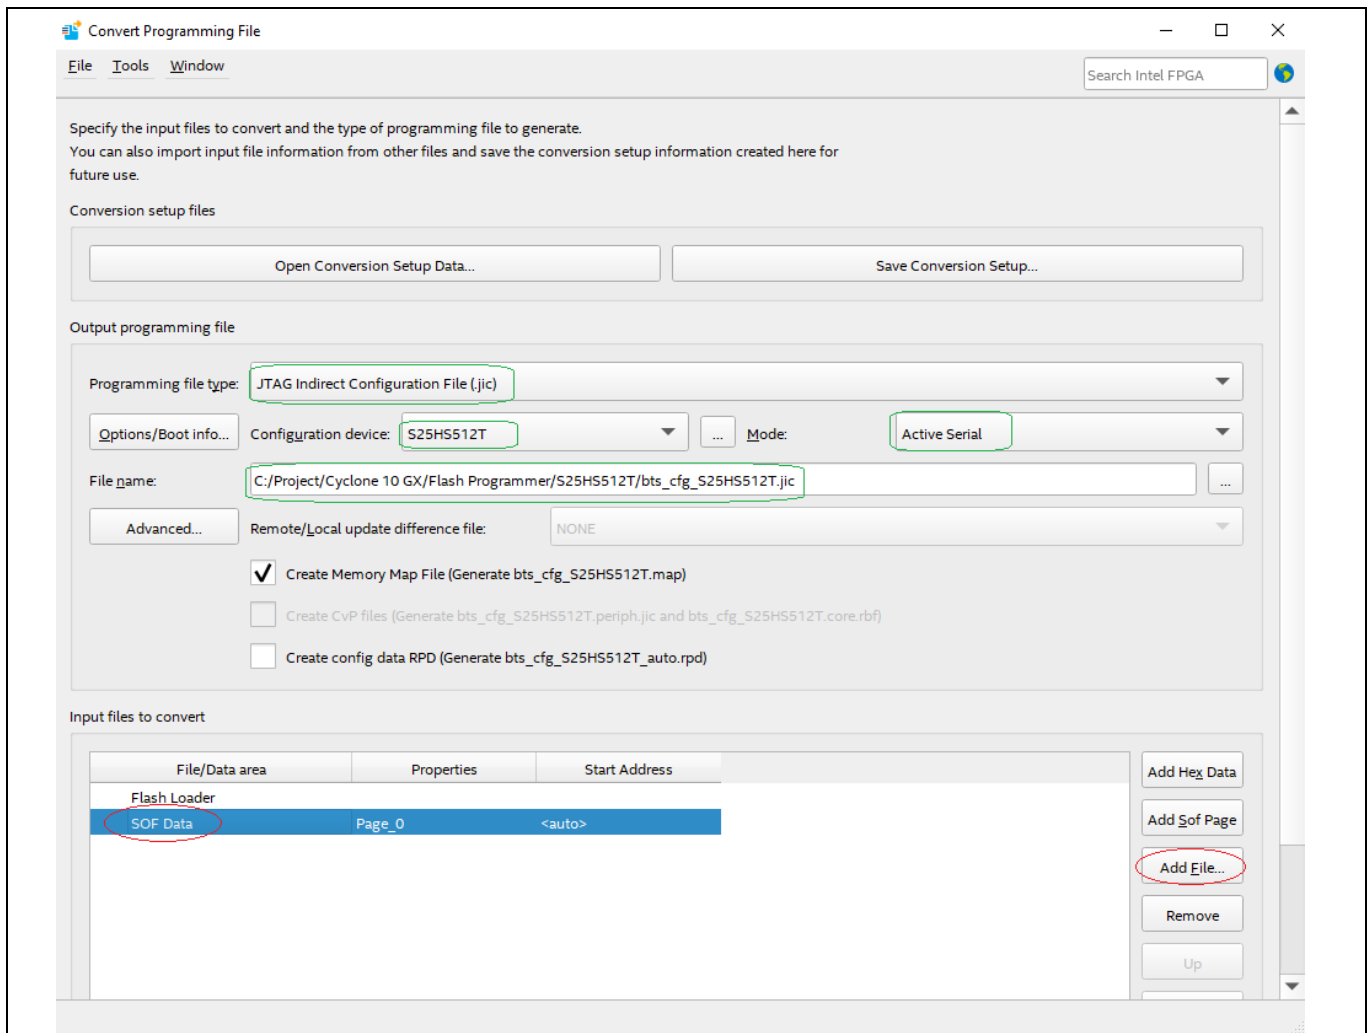 Convert Programming File
File Tools Window
Search Intel FPGA
Specify the input files to convert and the type of programming file to generate.
You can also import input file information from other files and save the conversion setup information created here for
future use.
Conversion setup files
Open Conversion Setup Data... Save Conversion Setup...
Output programming file
Programming file type: JTAG Indirect Configuration File (.jic)
Options/Boot info... Configuration device: S25HS512T ... Mode: Active Serial
File name: C:/Project/Cyclone 10 GX/Flash Programmer/S25HS512T/bts_cfg_S25HS512T.jic ...
Advanced... Remote/Local update difference file: NONE
Create Memory Map File (Generate bts_cfg_S25HS512T.map)
Create CvP files (Generate bts_cfg_S25HS512T.periph.jic and bts_cfg_S25HS512T.core.rbf)
Create config data RPD (Generate bts_cfg_S25HS512T_auto.rpd)
Input files to convert
File/Data area Properties Start Address
Add Hex Data
Flash Loader
SOF Data Page_0 <auto>
Add Sof Page
Add File...
Remove
Up